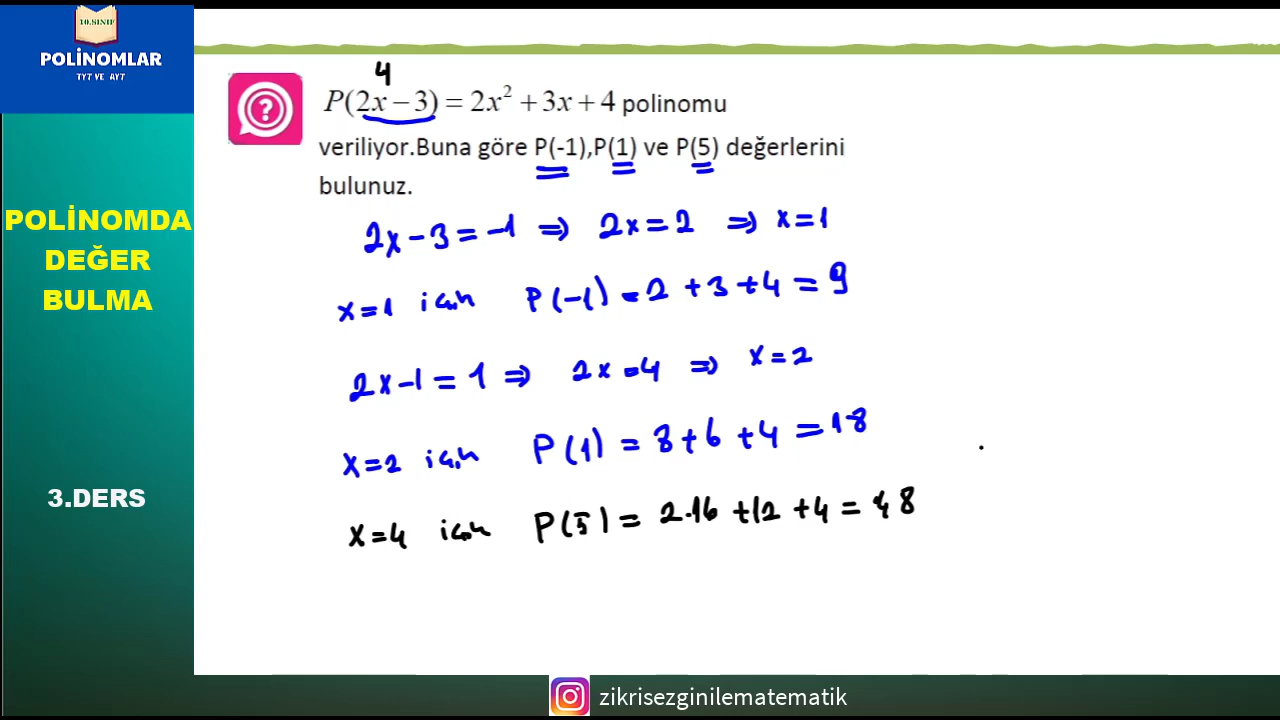 10.SINIF
POLİNOMLAR
TYT VE AYT
POLİNOMDA
DEĞER
BULMA
3.DERS
4
P(2x − 3) = 2x² + 3x + 4 polinomu
veriliyor.Buna göre P(-1),P(1) ve P(5) değerlerini
bulunuz.
2x − 3 = −1 ⇒ 2x = 2 ⇒ x = 1
x = 1 için P(−1) = 2 + 3 + 4 = 9
2x − 1 = 1 ⇒ 2x = 4 ⇒ x = 2
x = 2 için P(1) = 8 + 6 + 4 = 18
x = 4 için P(5) = 2.16 + 12 + 4 = 48
zikrisezginilematematik